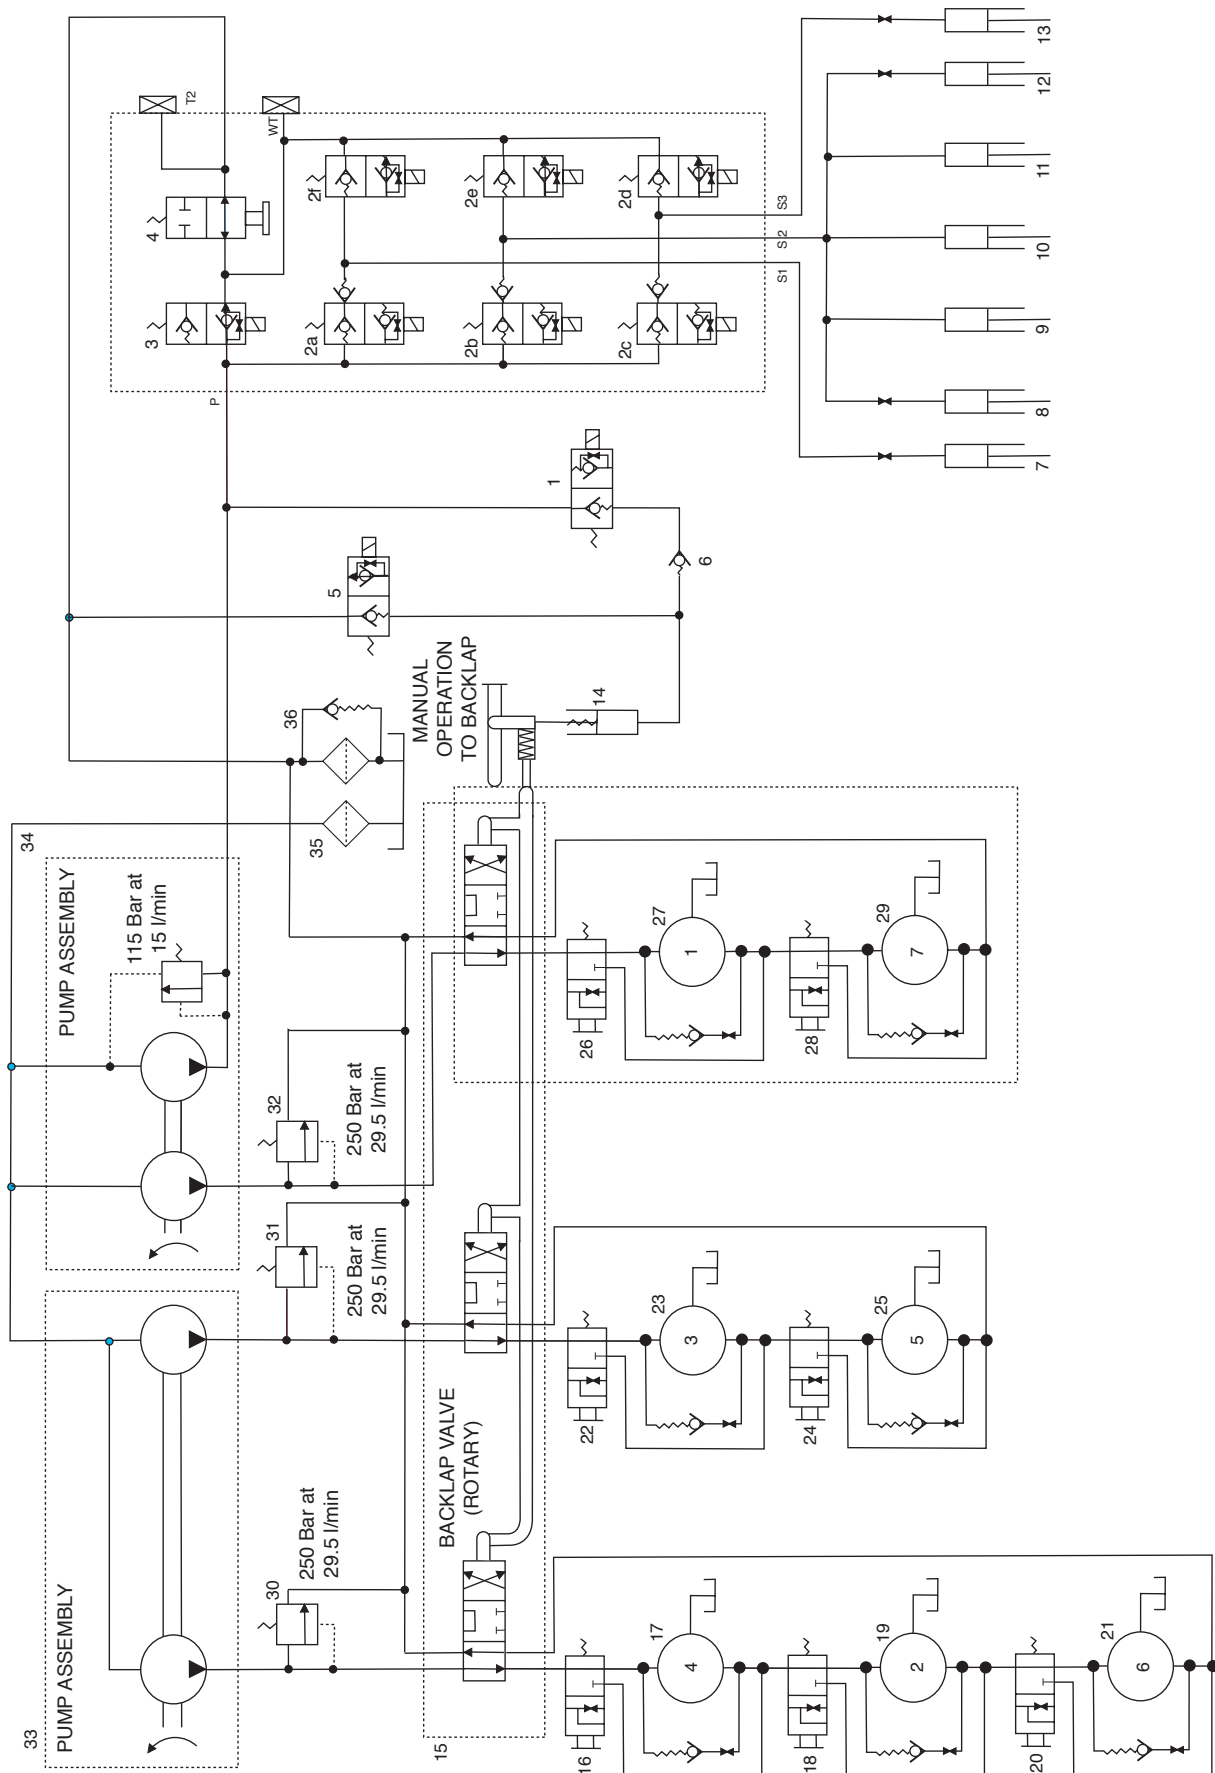 13
12
11
10
9
8
7
T2
WT
2f
2e
2d
4
S3
S 2
S1
3
2a
2b
2c
P
1
5
6
MANUAL
OPERATION
TO BACKLAP
14
36
35
34
PUMP ASSEMBLY
115 Bar at
15 l/min
27
1
29
7
26
28
32
250 Bar at
29.5 l/min
31
250 Bar at
29.5 l/min
23
3
25
5
22
24
BACKLAP VALVE
(ROTARY)
33
PUMP ASSEMBLY
30
250 Bar at
29.5 l/min
15
17
4
19
2
21
6
16
18
20